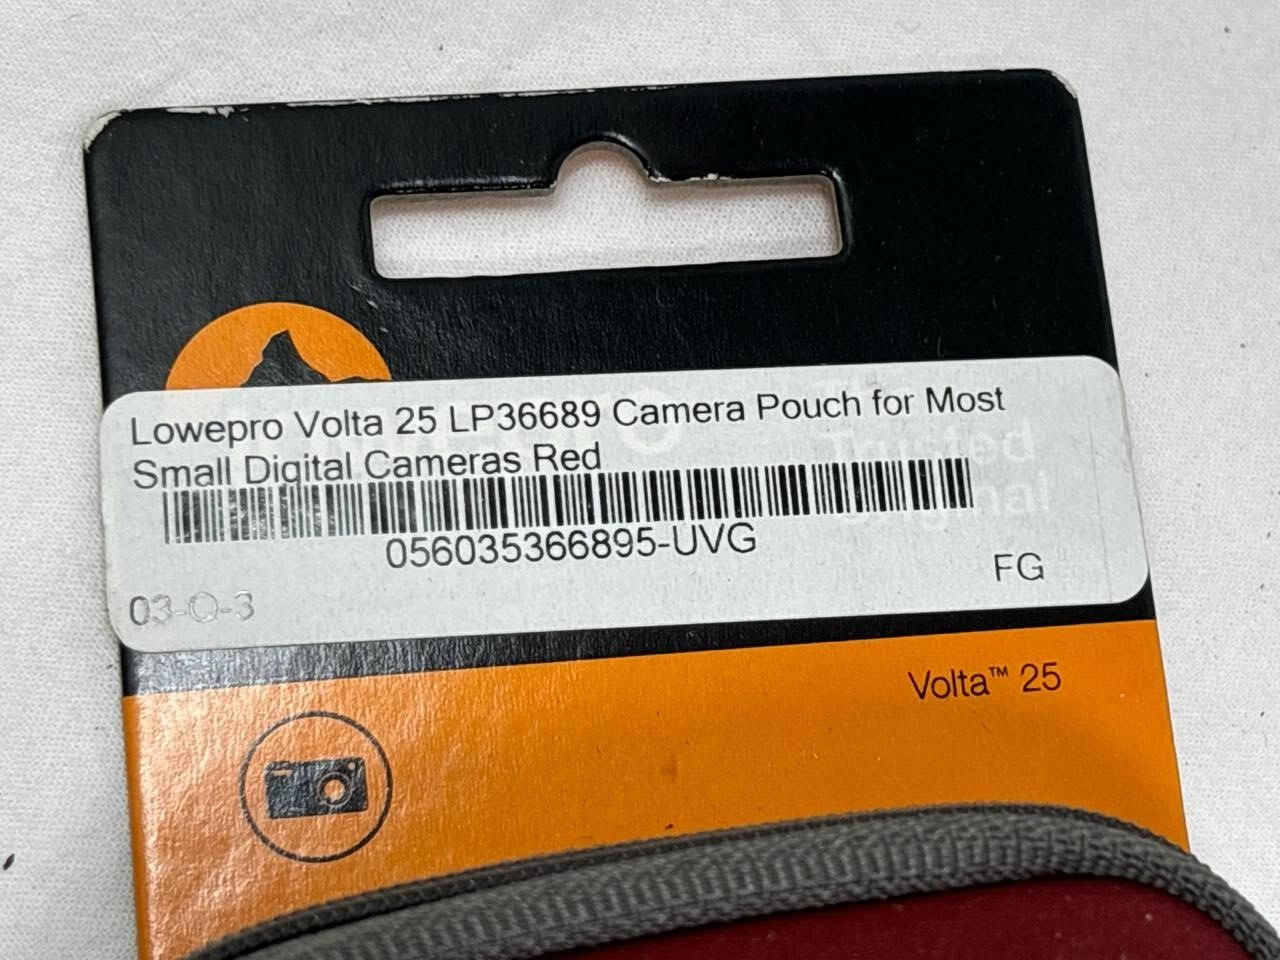 Lowepro Volta 25 LP36689 Camera Pouch for Most
Small Digital Cameras Red
056035366895-UVG
FG
03-O-3
Trusted
Volta™ 25